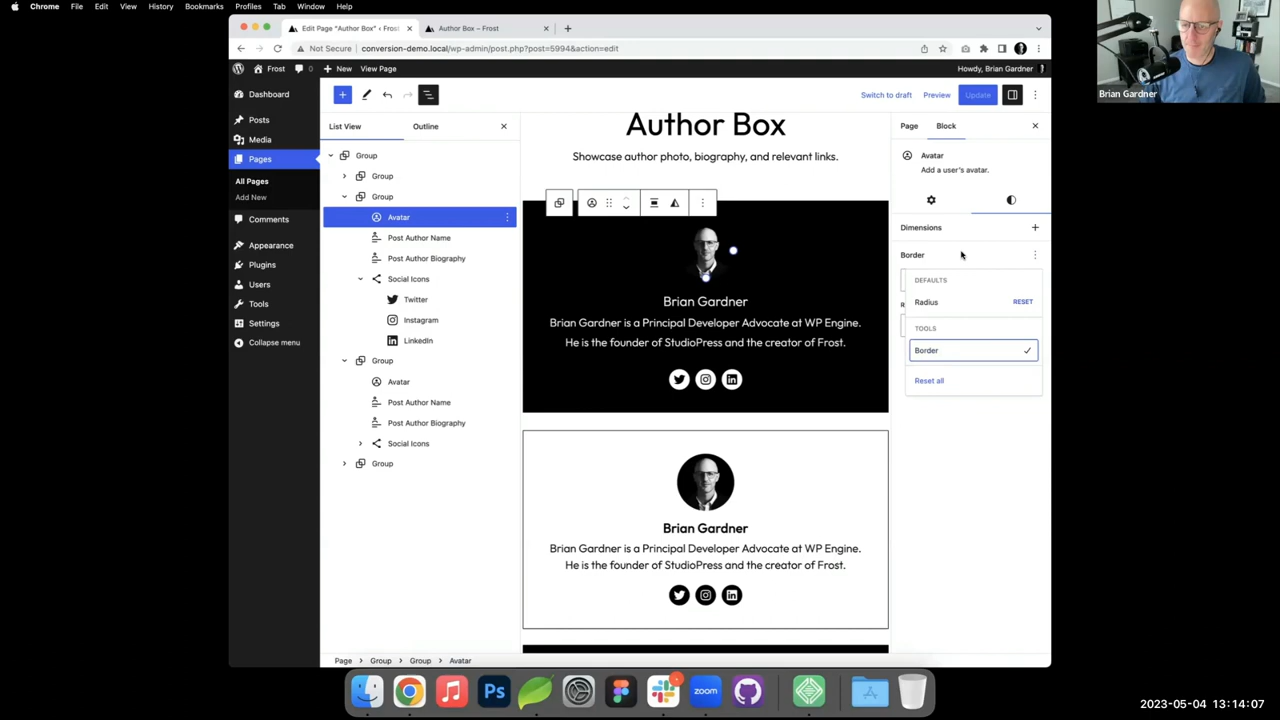 Chrome File Edit View History Bookmarks Profiles Tab Window Help
Edit Page "Author Box" ‹ Frost
Author Box – Frost
Not Secure conversion-demo.local/wp-admin/post.php?post=5994&action=edit
Frost 0 New View Page Howdy, Brian Gardner
Brian Gardner
Dashboard
Posts
Media
Pages
All Pages
Add New
Comments
Appearance
Plugins
Users
Tools
Settings
Collapse menu
Switch to draft Preview Update
List View Outline
Group
Group
Group
Avatar
Post Author Name
Post Author Biography
Social Icons
Twitter
Instagram
LinkedIn
Group
Avatar
Post Author Name
Post Author Biography
Social Icons
Group
Author Box
Showcase author photo, biography, and relevant links.
Brian Gardner
Brian Gardner is a Principal Developer Advocate at WP Engine.
He is the founder of StudioPress and the creator of Frost.
Brian Gardner
Brian Gardner is a Principal Developer Advocate at WP Engine.
He is the founder of StudioPress and the creator of Frost.
Page Block
Avatar
Add a user's avatar.
Dimensions
Border
DEFAULTS
Radius RESET
TOOLS
Border
Reset all
Page Group Group Avatar
Ps
zoom
2023-05-04 13:14:07